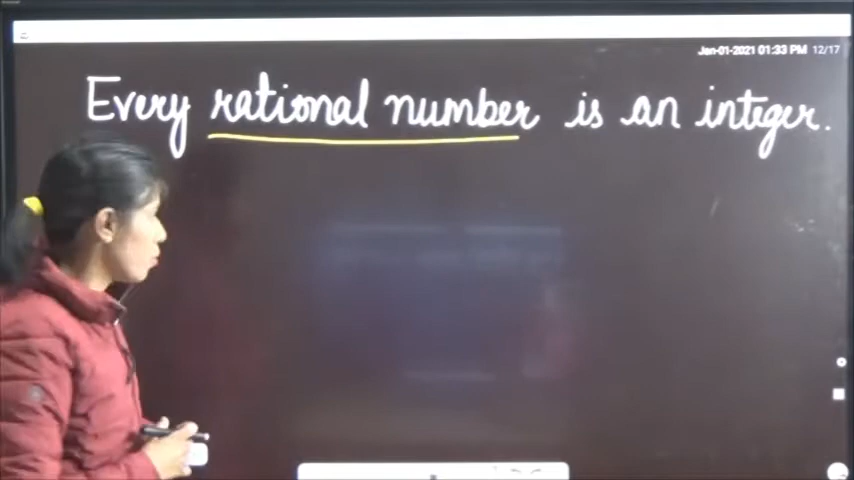 Jan-01-2021 01:33 PM 12/17
Every rational number is an integer.